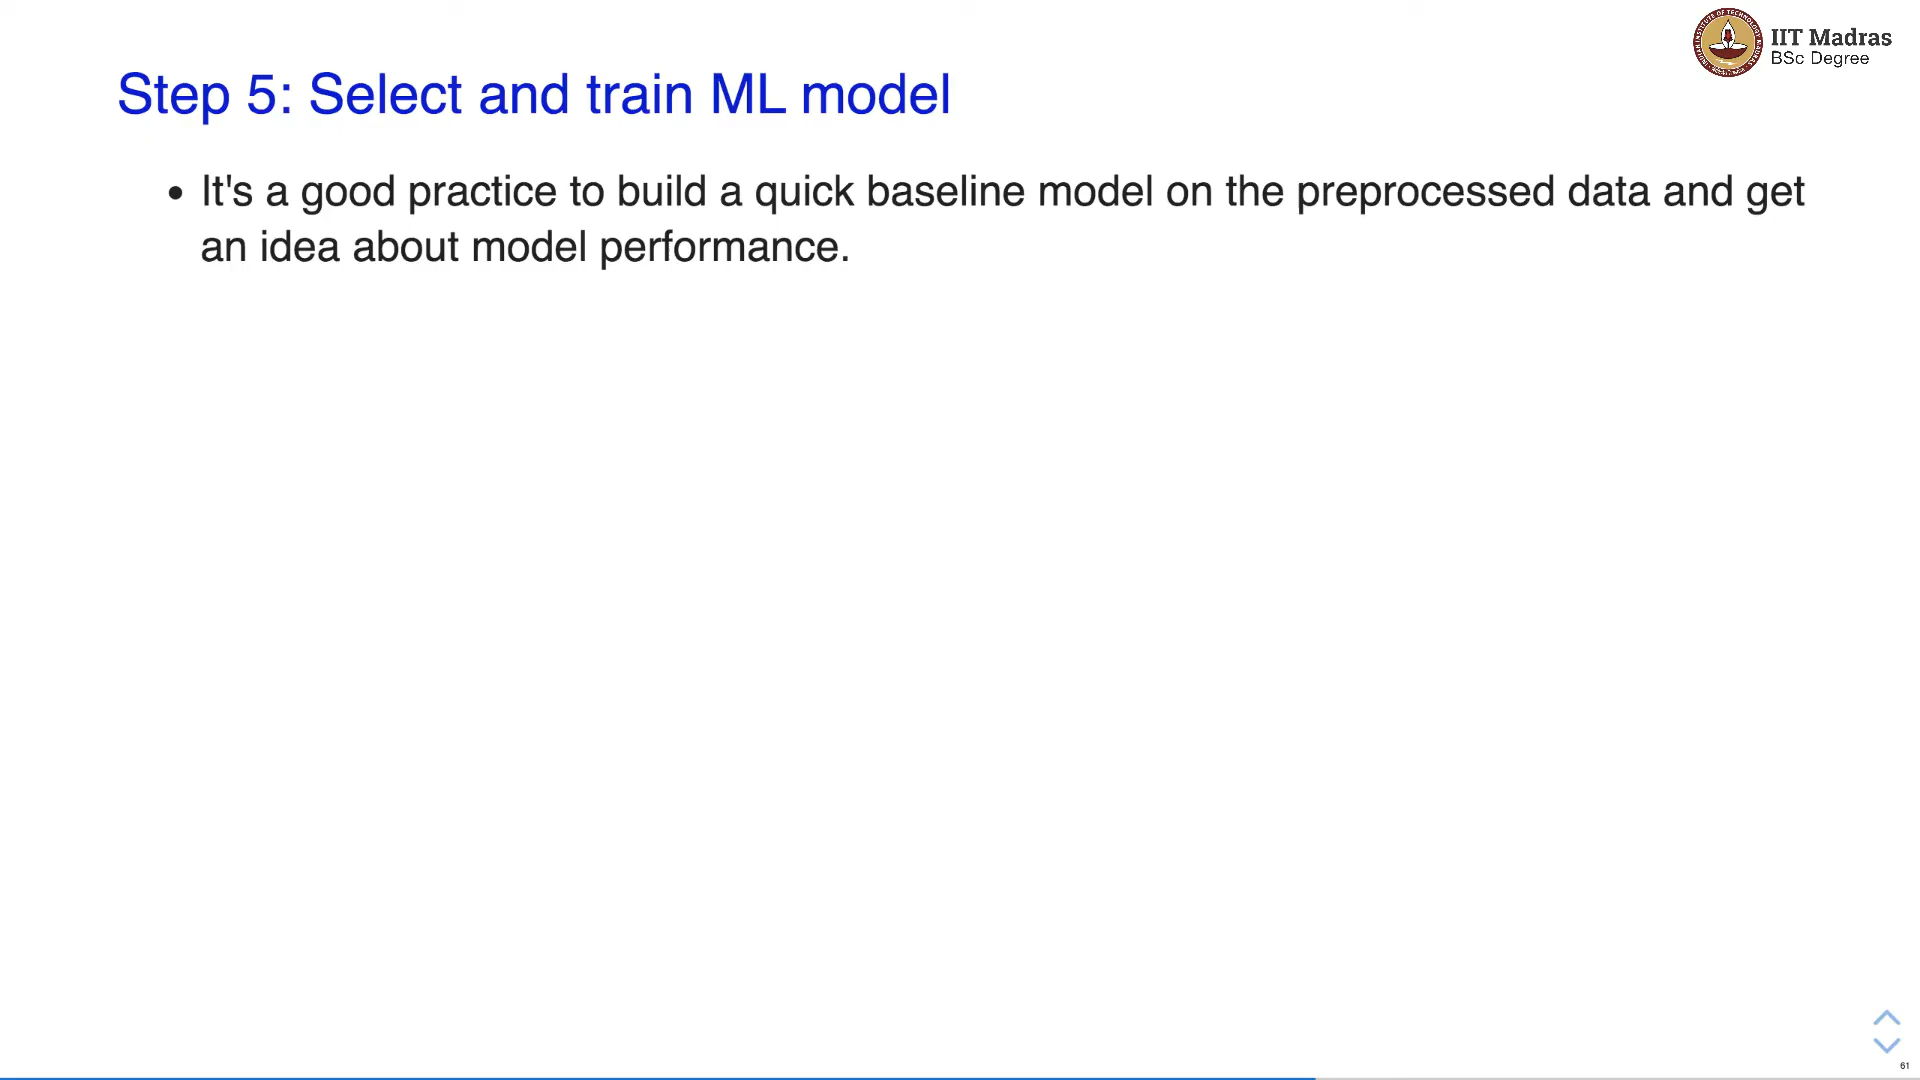 IIT Madras
BSc Degree
Step 5: Select and train ML model
• It's a good practice to build a quick baseline model on the preprocessed data and get
an idea about model performance.
61